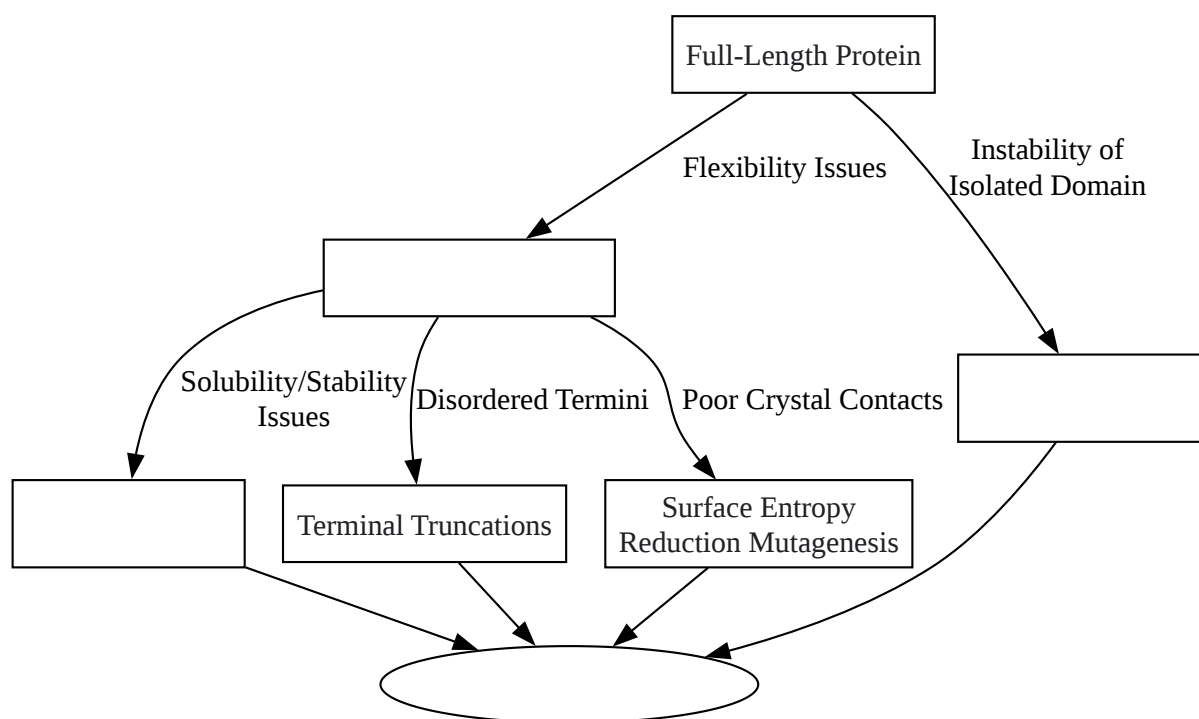 Full-Length Protein
Flexibility Issues
Instability of
Isolated Domain
Solubility/Stability
Issues
Disordered Termini
Poor Crystal Contacts
Terminal Truncations
Surface Entropy
Reduction Mutagenesis